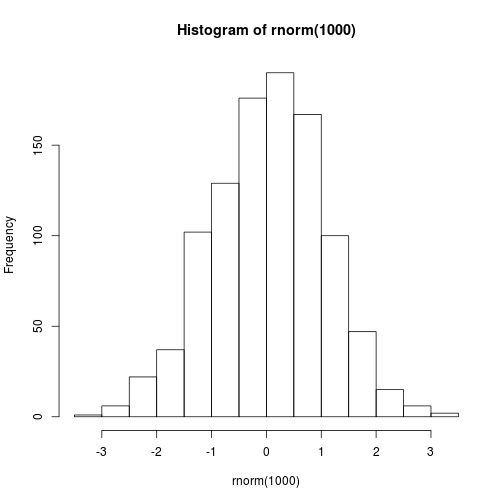 Histogram of rnorm(1000)
Frequency
150
100
50
0
-3 -2 -1 0 1 2 3
rnorm(1000)